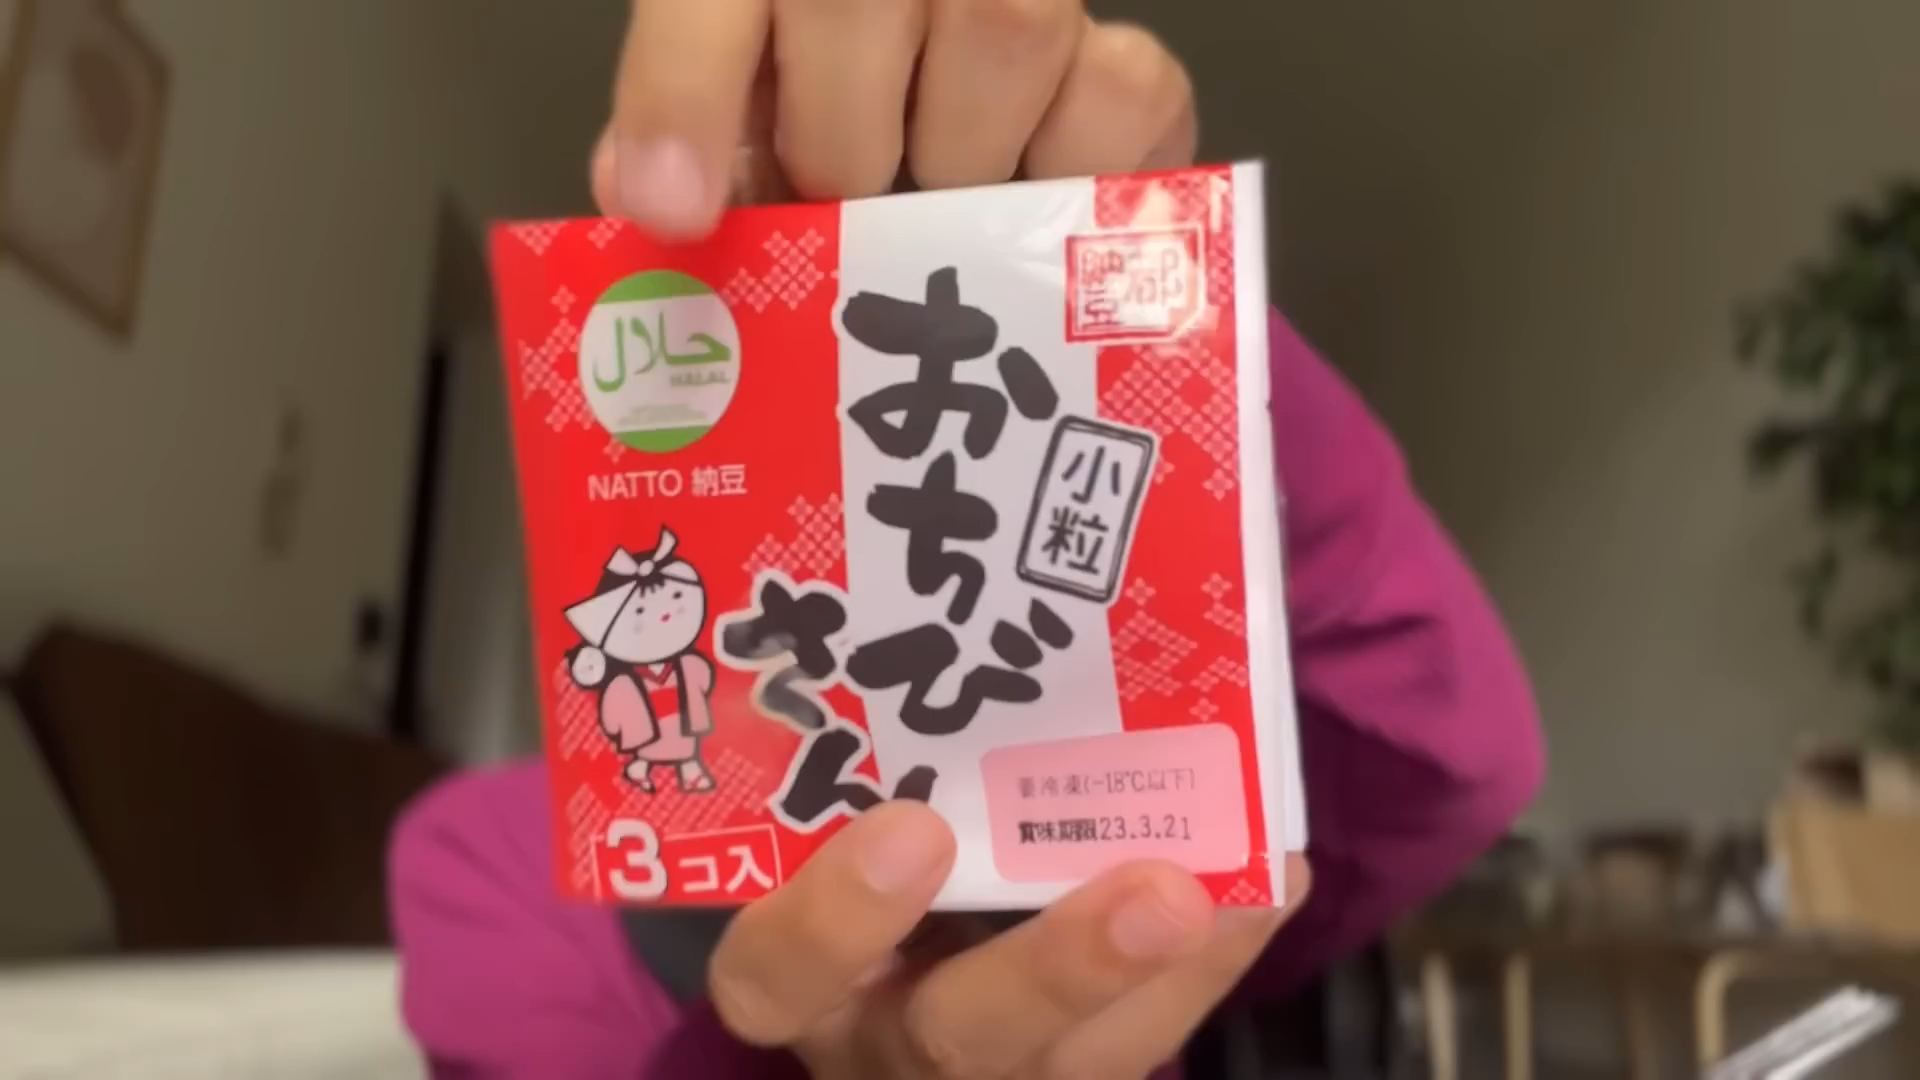 حلال
HALAL
NATTO 納豆
おちびさん
小粒
3コ入
要冷凍(-18℃以下)
賞味期限23.3.21